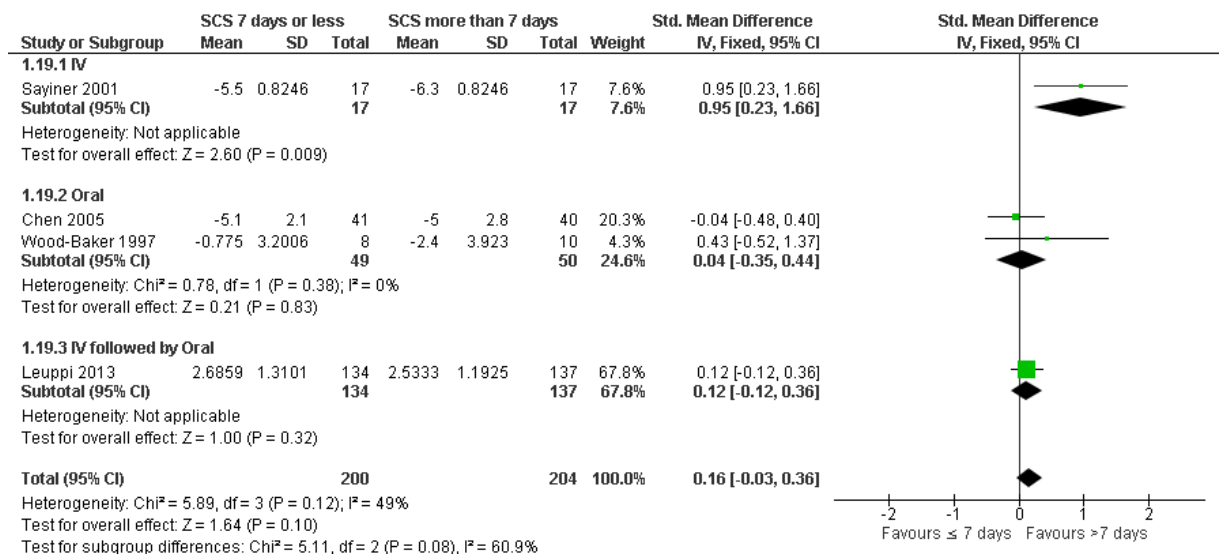 SCS 7 days or less SCS more than 7 days Std. Mean Difference Std. Mean Difference
Study or Subgroup Mean SD Total Mean SD Total Weight IV, Fixed, 95% CI IV, Fixed, 95% CI
1.19.1 IV
Sayiner 2001 -5.5 0.8246 17 -6.3 0.8246 17 7.6% 0.95 [0.23, 1.66]
Subtotal (95% CI) 17 17 7.6% 0.95 [0.23, 1.66]
Heterogeneity: Not applicable
Test for overall effect: Z = 2.60 (P = 0.009)
1.19.2 Oral
Chen 2005 -5.1 2.1 41 -5 2.8 40 20.3% -0.04 [-0.48, 0.40]
Wood-Baker 1997 -0.775 3.2006 8 -2.4 3.923 10 4.3% 0.43 [-0.52, 1.37]
Subtotal (95% CI) 49 50 24.6% 0.04 [-0.35, 0.44]
Heterogeneity: Chi² = 0.78, df = 1 (P = 0.38); I² = 0%
Test for overall effect: Z = 0.21 (P = 0.83)
1.19.3 IV followed by Oral
Leuppi 2013 2.6859 1.3101 134 2.5333 1.1925 137 67.8% 0.12 [-0.12, 0.36]
Subtotal (95% CI) 134 137 67.8% 0.12 [-0.12, 0.36]
Heterogeneity: Not applicable
Test for overall effect: Z = 1.00 (P = 0.32)
Total (95% CI) 200 204 100.0% 0.16 [-0.03, 0.36]
Heterogeneity: Chi² = 5.89, df = 3 (P = 0.12); I² = 49%
Test for overall effect: Z = 1.64 (P = 0.10)
Test for subgroup differences: Chi² = 5.11, df = 2 (P = 0.08), I² = 60.9%
-2 -1 0 1 2
Favours ≤ 7 days Favours >7 days